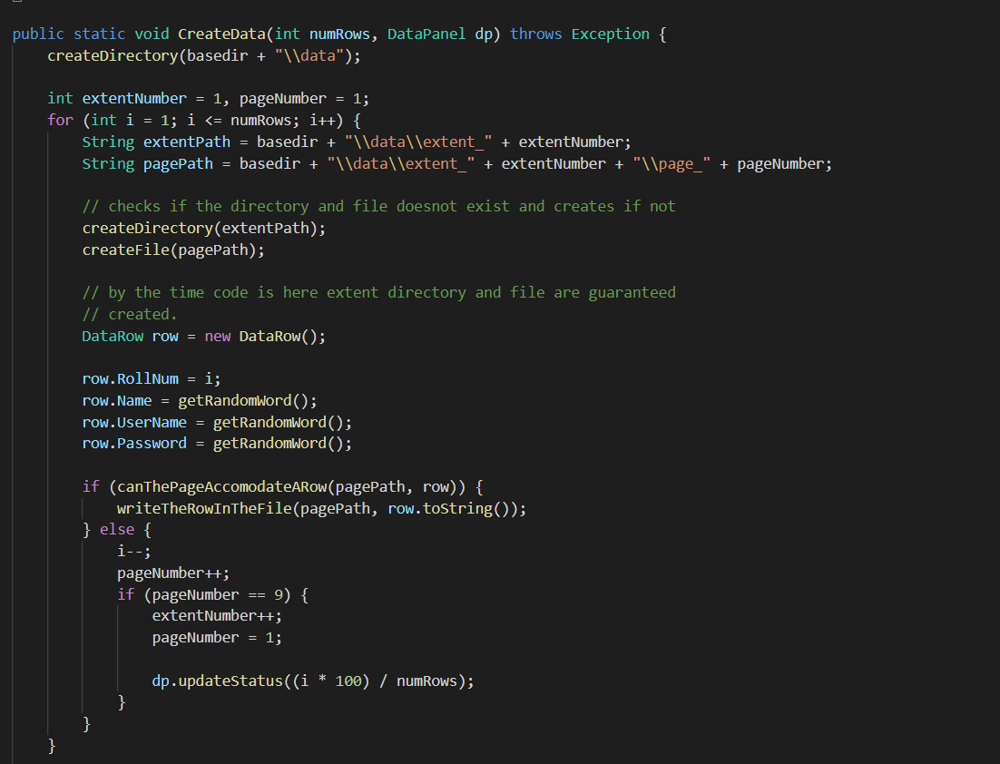 public static void CreateData(int numRows, DataPanel dp) throws Exception {
    createDirectory(basedir + "\\data");

    int extentNumber = 1, pageNumber = 1;
    for (int i = 1; i <= numRows; i++) {
        String extentPath = basedir + "\\data\\extent_" + extentNumber;
        String pagePath = basedir + "\\data\\extent_" + extentNumber + "\\page_" + pageNumber;

        // checks if the directory and file doesnot exist and creates if not
        createDirectory(extentPath);
        createFile(pagePath);

        // by the time code is here extent directory and file are guaranteed
        // created.
        DataRow row = new DataRow();

        row.RollNum = i;
        row.Name = getRandomWord();
        row.UserName = getRandomWord();
        row.Password = getRandomWord();

        if (canThePageAccomodateARow(pagePath, row)) {
            writeTheRowInTheFile(pagePath, row.toString());
        } else {
            i--;
            pageNumber++;
            if (pageNumber == 9) {
                extentNumber++;
                pageNumber = 1;

                dp.updateStatus((i * 100) / numRows);
            }
        }
    }